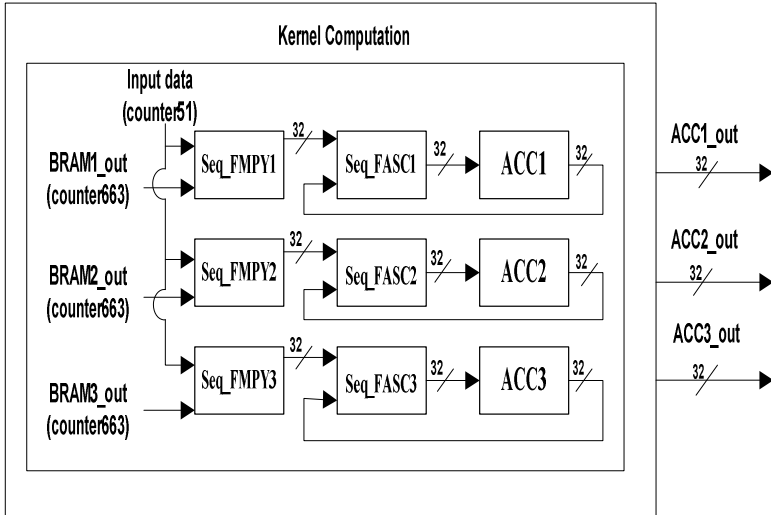 Kernel Computation
Input data
(counter51)
BRAM1_out
(counter663)
Seq_FMPY1
32
Seq_FASC1
32
ACC1
32
ACC1_out
32
BRAM2_out
(counter663)
Seq_FMPY2
32
Seq_FASC2
32
ACC2
32
ACC2_out
32
BRAM3_out
(counter663)
Seq_FMPY3
32
Seq_FASC3
32
ACC3
32
ACC3_out
32